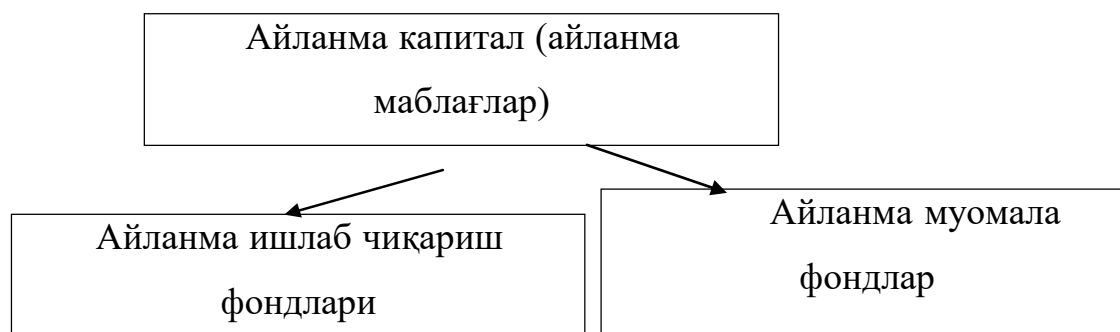 Айланма капитал (айланма
маблағлар)
Айланма ишлаб чиқариш
фондлари
Айланма муомала
фондлар